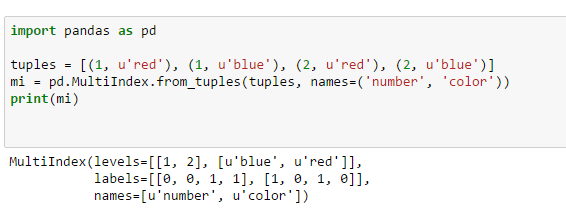 import pandas as pd
tuples = [(1, u'red'), (1, u'blue'), (2, u'red'), (2, u'blue')]
mi = pd.MultiIndex.from_tuples(tuples, names=('number', 'color'))
print(mi)
MultiIndex(levels=[[1, 2], [u'blue', u'red']],
           labels=[[0, 0, 1, 1], [1, 0, 1, 0]],
           names=[u'number', u'color'])